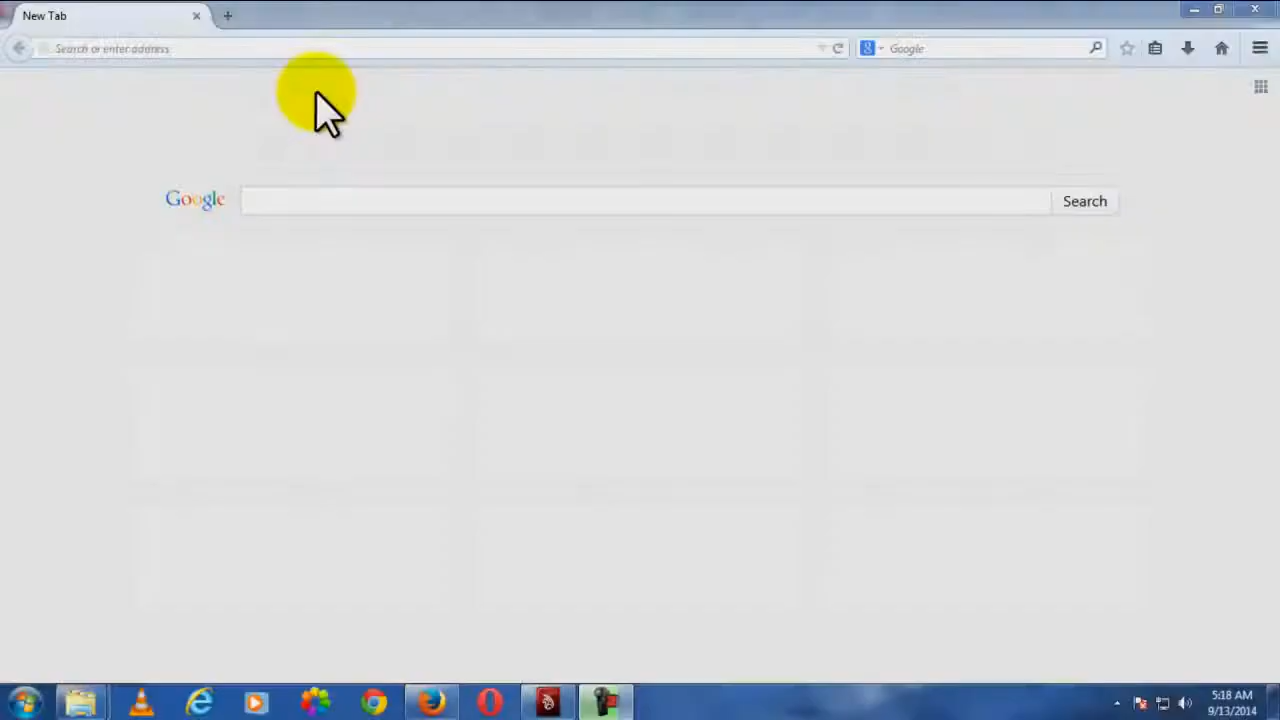 New Tab
Search or enter address
Google
Google
Search
5:18 AM
9/13/2014